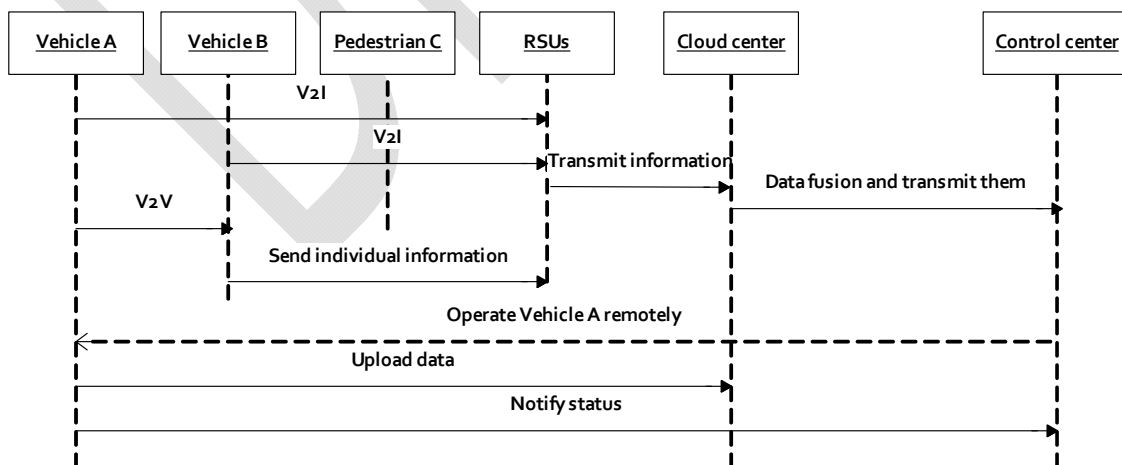 Vehicle A
Vehicle B
Pedestrian C
RSUs
Cloud center
Control center
V2I
V2I
Transmit information
Data fusion and transmit them
V2V
Send individual information
Operate Vehicle A remotely
Upload data
Notify status